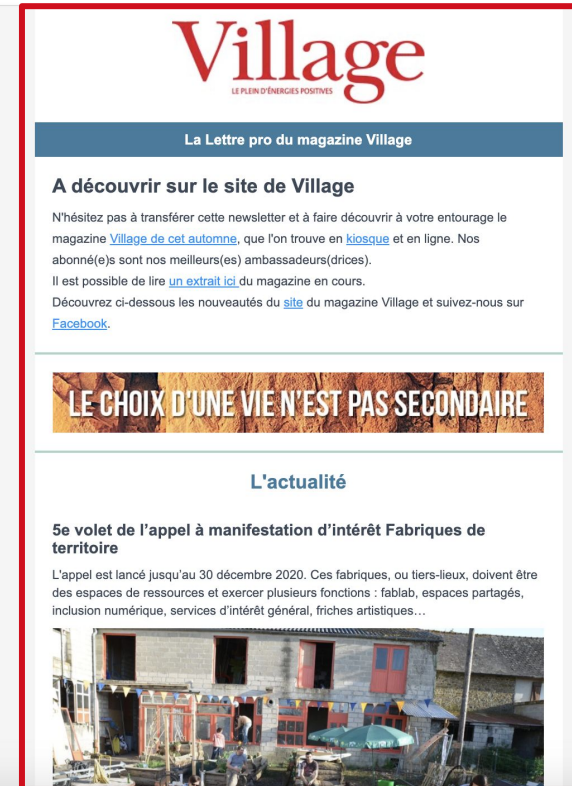 Village
LE PLEIN D'ÉNERGIES POSITIVES
La Lettre pro du magazine Village
A découvrir sur le site de Village
N'hésitez pas à transférer cette newsletter et à faire découvrir à votre entourage le
magazine Village de cet automne, que l'on trouve en kiosque et en ligne. Nos
abonné(e)s sont nos meilleurs(es) ambassadeurs(drices).
Il est possible de lire un extrait ici du magazine en cours.
Découvrez ci-dessous les nouveautés du site du magazine Village et suivez-nous sur
Facebook.
LE CHOIX D'UNE VIE N'EST PAS SECONDAIRE
L'actualité
5e volet de l’appel à manifestation d’intérêt Fabriques de
territoire
L'appel est lancé jusqu’au 30 décembre 2020. Ces fabriques, ou tiers-lieux, doivent être
des espaces de ressources et exercer plusieurs fonctions : fablab, espaces partagés,
inclusion numérique, services d’intérêt général, friches artistiques…